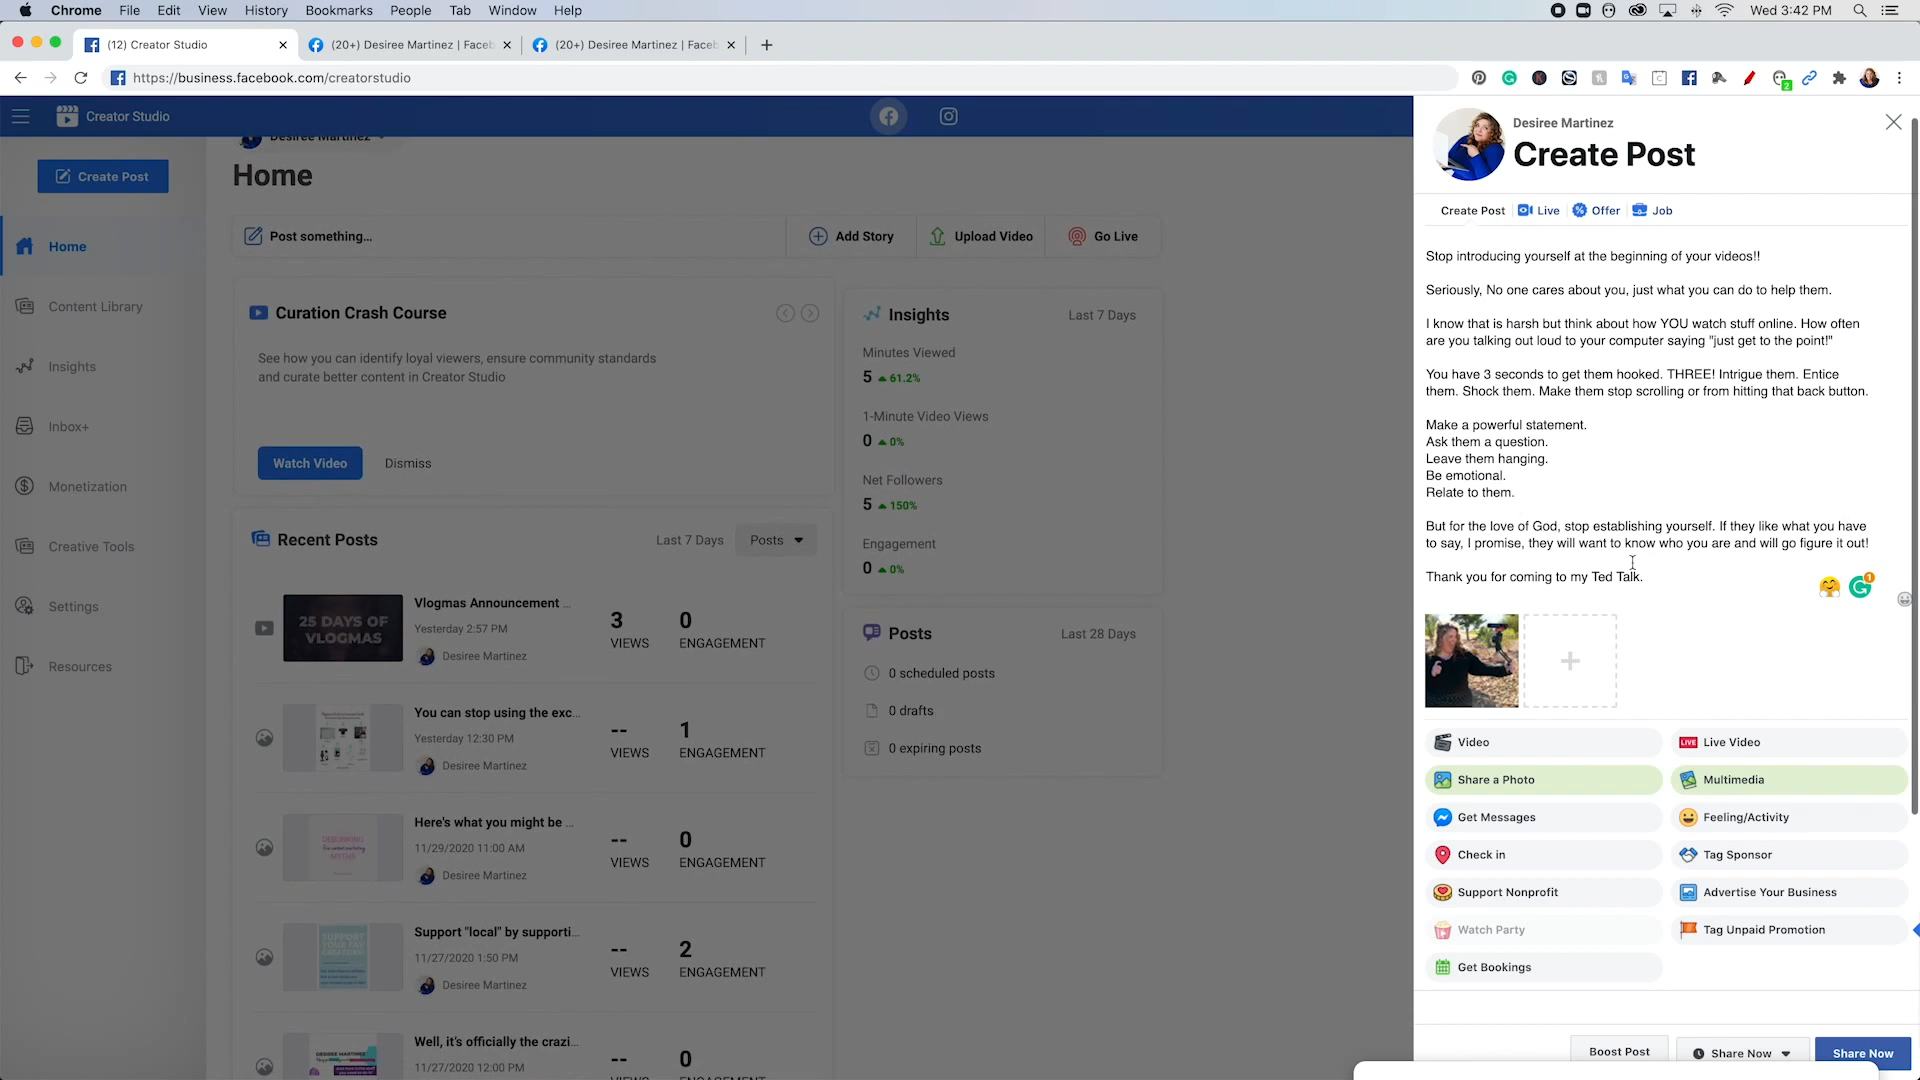 Chrome File Edit View History Bookmarks People Tab Window Help
Wed 3:42 PM
(12) Creator Studio
(20+) Desiree Martinez | Faceb
(20+) Desiree Martinez | Faceb
https://business.facebook.com/creatorstudio
2
Creator Studio
Desiree Martinez
Create Post
Home
Content Library
Insights
Inbox+
Monetization
Creative Tools
Settings
Resources
Home
Post something...
Add Story
Upload Video
Go Live
Curation Crash Course
See how you can identify loyal viewers, ensure community standards
and curate better content in Creator Studio
Watch Video
Dismiss
Recent Posts
Last 7 Days
Posts
25 DAYS OF
VLOGMAS
Vlogmas Announcement ...
Yesterday 2:57 PM
Desiree Martinez
3
VIEWS
0
ENGAGEMENT
You can stop using the exc...
Yesterday 12:30 PM
Desiree Martinez
--
VIEWS
1
ENGAGEMENT
DEBUNKING
MYTHS
Here's what you might be ...
11/29/2020 11:00 AM
Desiree Martinez
--
VIEWS
0
ENGAGEMENT
SUPPORT
YOUR FAV
CREATORS
Support "local" by supporti...
11/27/2020 1:50 PM
Desiree Martinez
--
VIEWS
2
ENGAGEMENT
DESIREE MARTINEZ
Well, it's officially the crazi...
11/27/2020 12:00 PM
--
VIEWS
0
ENGAGEMENT
Insights
Last 7 Days
Minutes Viewed
5 61.2%
1-Minute Video Views
0 0%
Net Followers
5 150%
Engagement
0 0%
Posts
Last 28 Days
0 scheduled posts
0 drafts
0 expiring posts
Desiree Martinez
Create Post
Create Post
Live
Offer
Job
Stop introducing yourself at the beginning of your videos!!
Seriously, No one cares about you, just what you can do to help them.
I know that is harsh but think about how YOU watch stuff online. How often
are you talking out loud to your computer saying "just get to the point!"
You have 3 seconds to get them hooked. THREE! Intrigue them. Entice
them. Shock them. Make them stop scrolling or from hitting that back button.
Make a powerful statement.
Ask them a question.
Leave them hanging.
Be emotional.
Relate to them.
But for the love of God, stop establishing yourself. If they like what you have
to say, I promise, they will want to know who you are and will go figure it out!
Thank you for coming to my Ted Talk.
1
Video
LIVE Live Video
Share a Photo
Multimedia
Get Messages
Feeling/Activity
Check in
Tag Sponsor
Support Nonprofit
Advertise Your Business
Watch Party
Tag Unpaid Promotion
Get Bookings
Boost Post
Share Now
Share Now